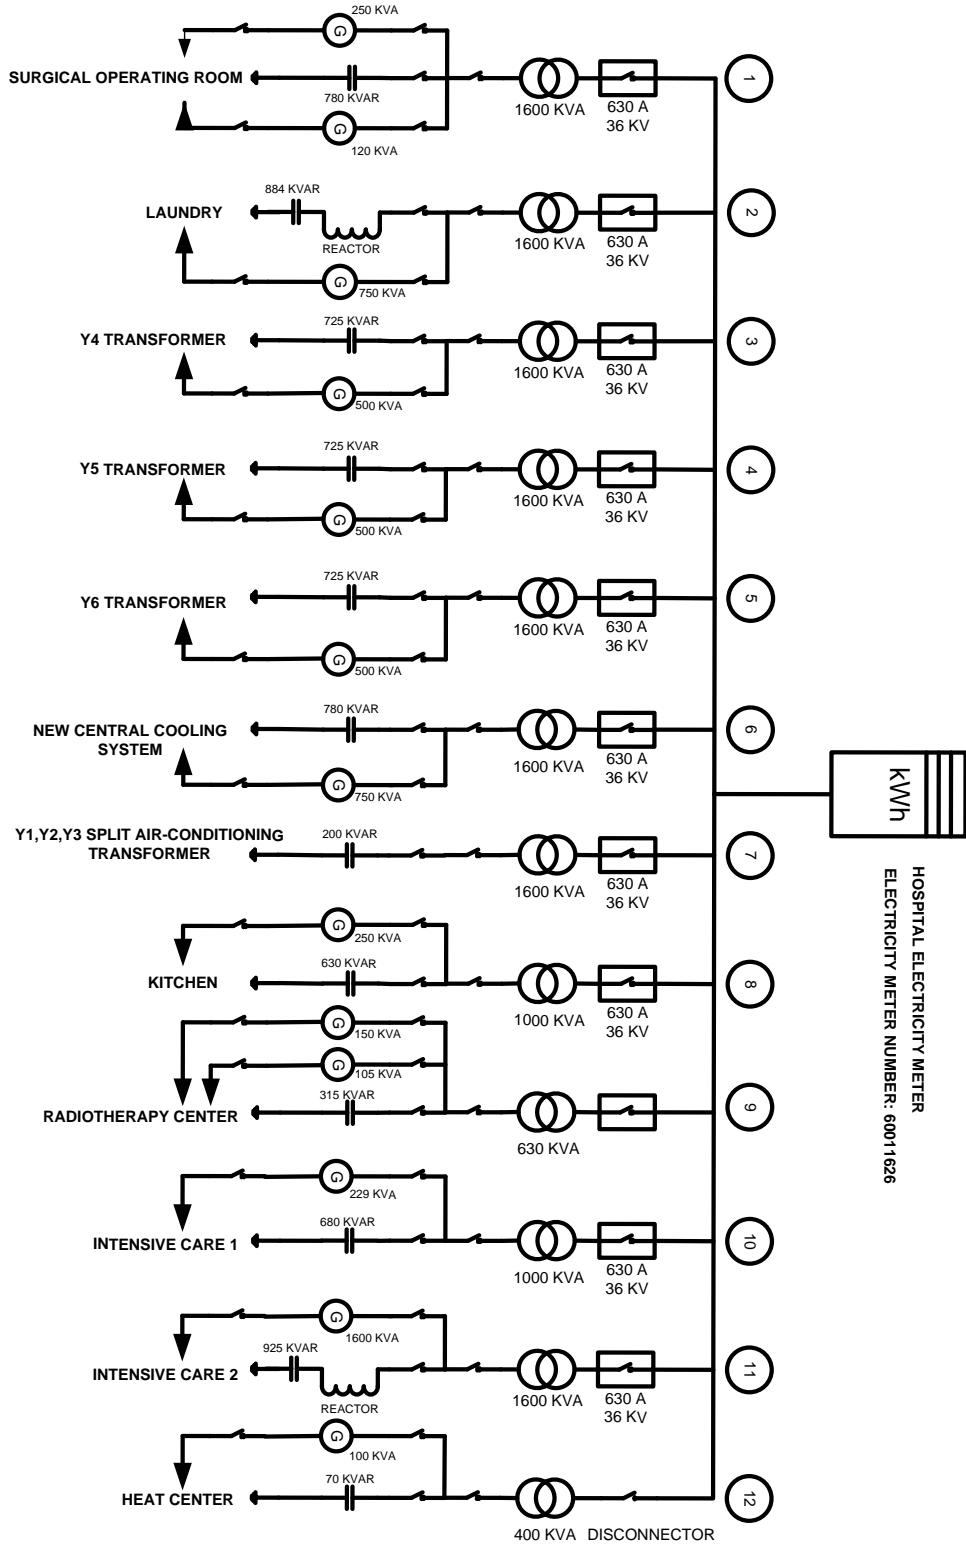 250 KVA
G
SURGICAL OPERATING ROOM
780 KVAR
1600 KVA
630 A
36 KV
1
G
120 KVA
884 KVAR
LAUNDRY
REACTOR
1600 KVA
630 A
36 KV
2
G
750 KVA
725 KVAR
Y4 TRANSFORMER
1600 KVA
630 A
36 KV
3
G
500 KVA
725 KVAR
Y5 TRANSFORMER
1600 KVA
630 A
36 KV
4
G
500 KVA
725 KVAR
Y6 TRANSFORMER
1600 KVA
630 A
36 KV
5
G
500 KVA
780 KVAR
NEW CENTRAL COOLING
SYSTEM
1600 KVA
630 A
36 KV
6
G
750 KVA
kWh
HOSPITAL ELECTRICITY METER
ELECTRICITY METER NUMBER: 60011626
Y1,Y2,Y3 SPLIT AIR-CONDITIONING
TRANSFORMER
200 KVAR
1600 KVA
630 A
36 KV
7
G
250 KVA
630 KVAR
KITCHEN
1000 KVA
630 A
36 KV
8
G
150 KVA
G
105 KVA
315 KVAR
RADIOTHERAPY CENTER
630 KVA
9
G
229 KVA
680 KVAR
INTENSIVE CARE 1
1000 KVA
630 A
36 KV
10
G
1600 KVA
925 KVAR
INTENSIVE CARE 2
REACTOR
1600 KVA
630 A
36 KV
11
G
100 KVA
70 KVAR
HEAT CENTER
400 KVA
DISCONNECTOR
12